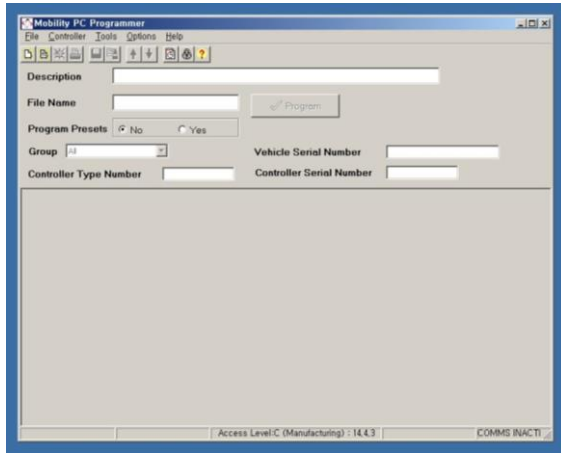 Mobility PC Programmer
File Controller Tools Options Help
Description
File Name
Program
Program Presets No Yes
Group All
Vehicle Serial Number
Controller Type Number
Controller Serial Number
Access Level:C (Manufacturing) : 14,4,3
COMMS INACTI